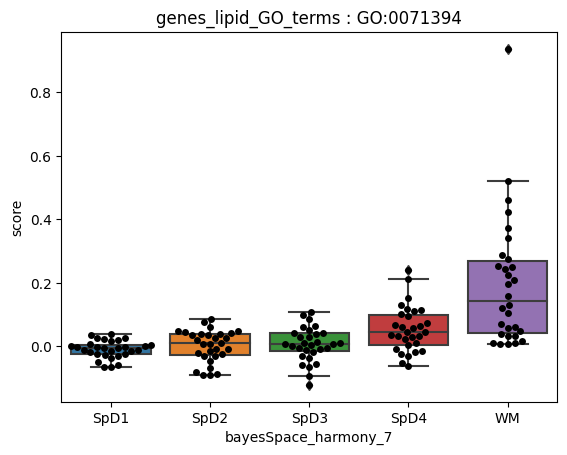 genes_lipid_GO_terms : GO:0071394
score
0.8
0.6
0.4
0.2
0.0
SpD1 SpD2 SpD3 SpD4 WM
bayesSpace_harmony_7